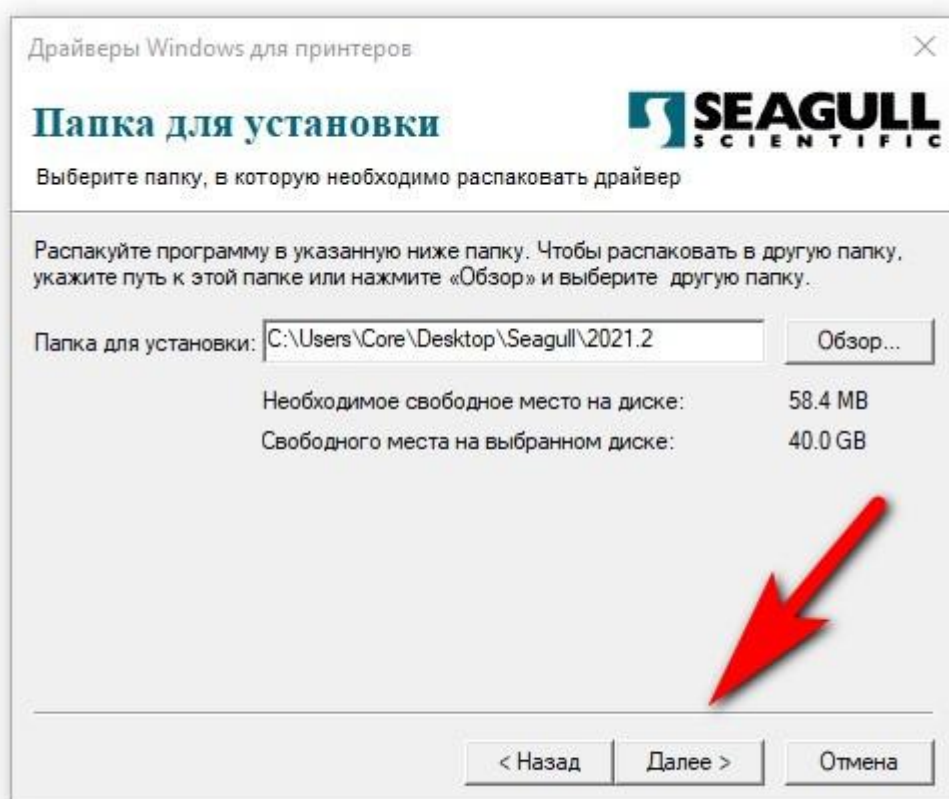 Драйверы Windows для принтеров
Папка для установки
SEAGULL
SCIENTIFIC
Выберите папку, в которую необходимо распаковать драйвер
Распакуйте программу в указанную ниже папку. Чтобы распаковать в другую папку,
укажите путь к этой папке или нажмите «Обзор» и выберите  другую папку.
Папка для установки: C:\Users\Core\Desktop\Seagull\2021.2 Обзор...
Необходимое свободное место на диске: 58.4 MB
Свободного места на выбранном диске: 40.0 GB
< Назад Далее > Отмена